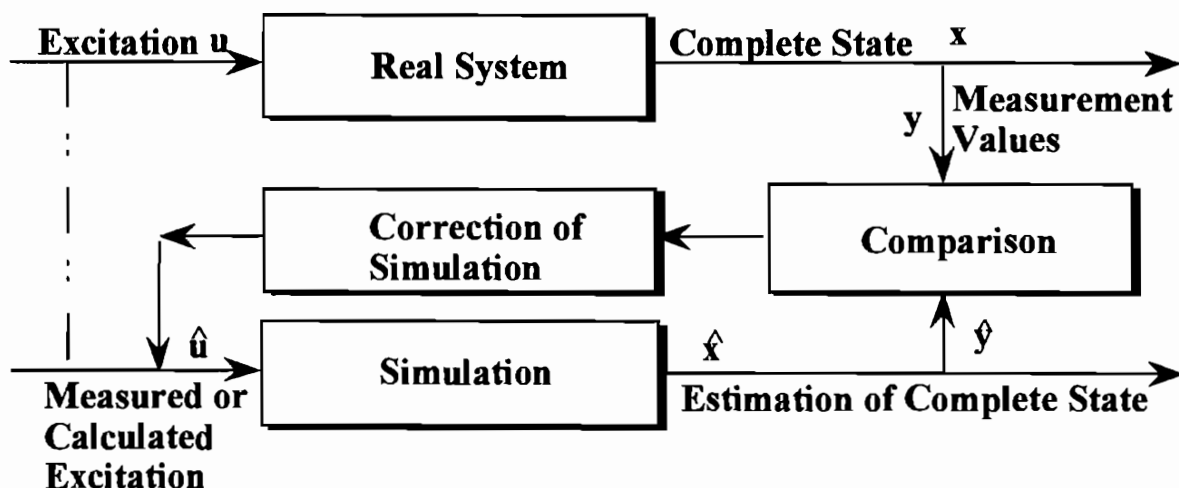 Excitation u
Real System
Complete State x
y
Measurement
Values
Correction of
Simulation
Comparison
û
Simulation
x̂
ŷ
Measured or
Calculated
Excitation
Estimation of Complete State